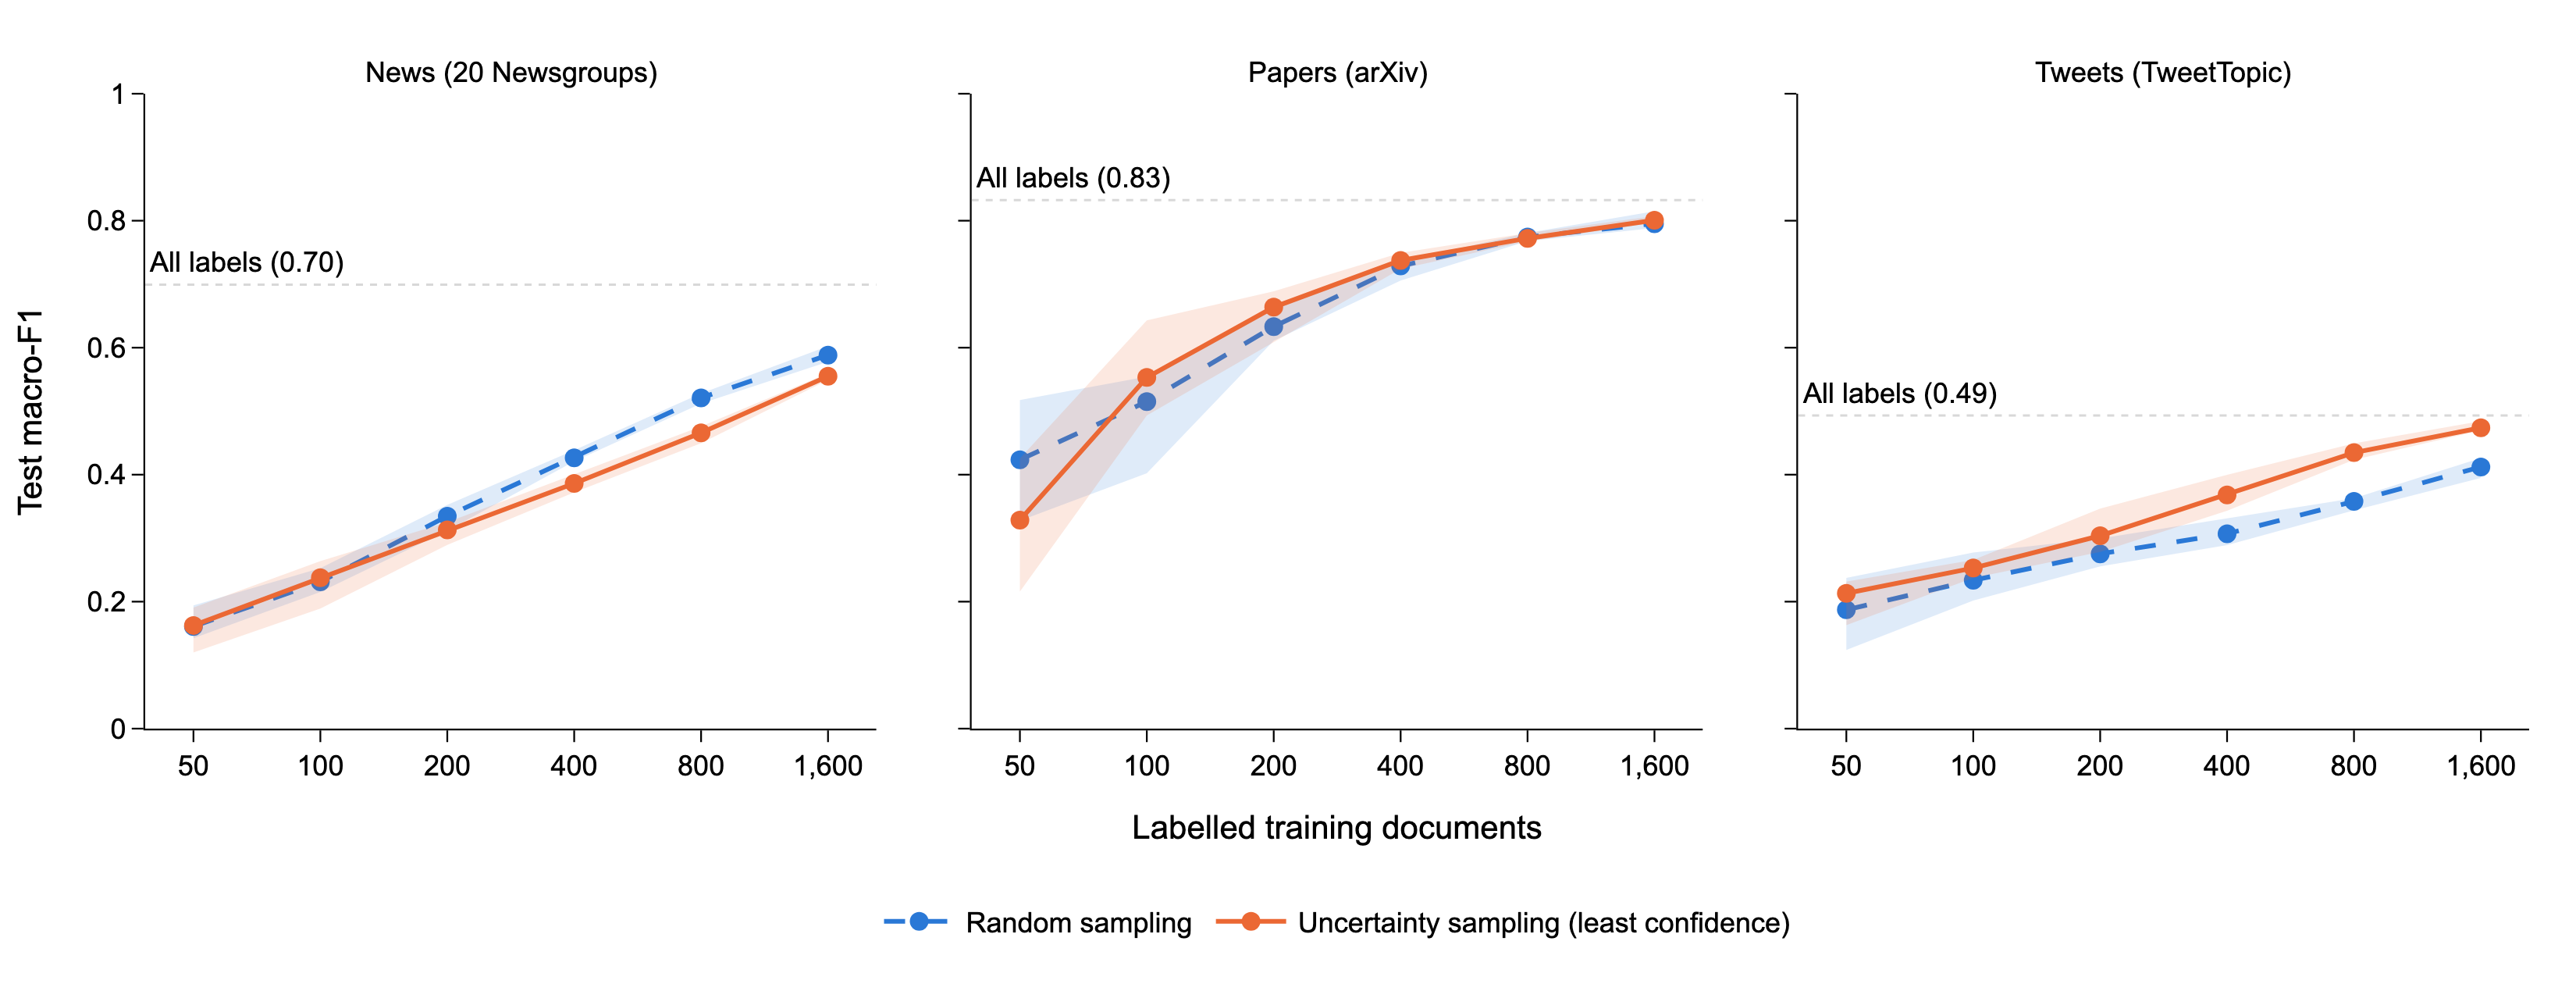 News (20 Newsgroups)
Papers (arXiv)
Tweets (TweetTopic)
Test macro-F1
1
0.8
0.6
0.4
0.2
0
All labels (0.70)
All labels (0.83)
All labels (0.49)
50 100 200 400 800 1,600
50 100 200 400 800 1,600
50 100 200 400 800 1,600
Labelled training documents
Random sampling
Uncertainty sampling (least confidence)